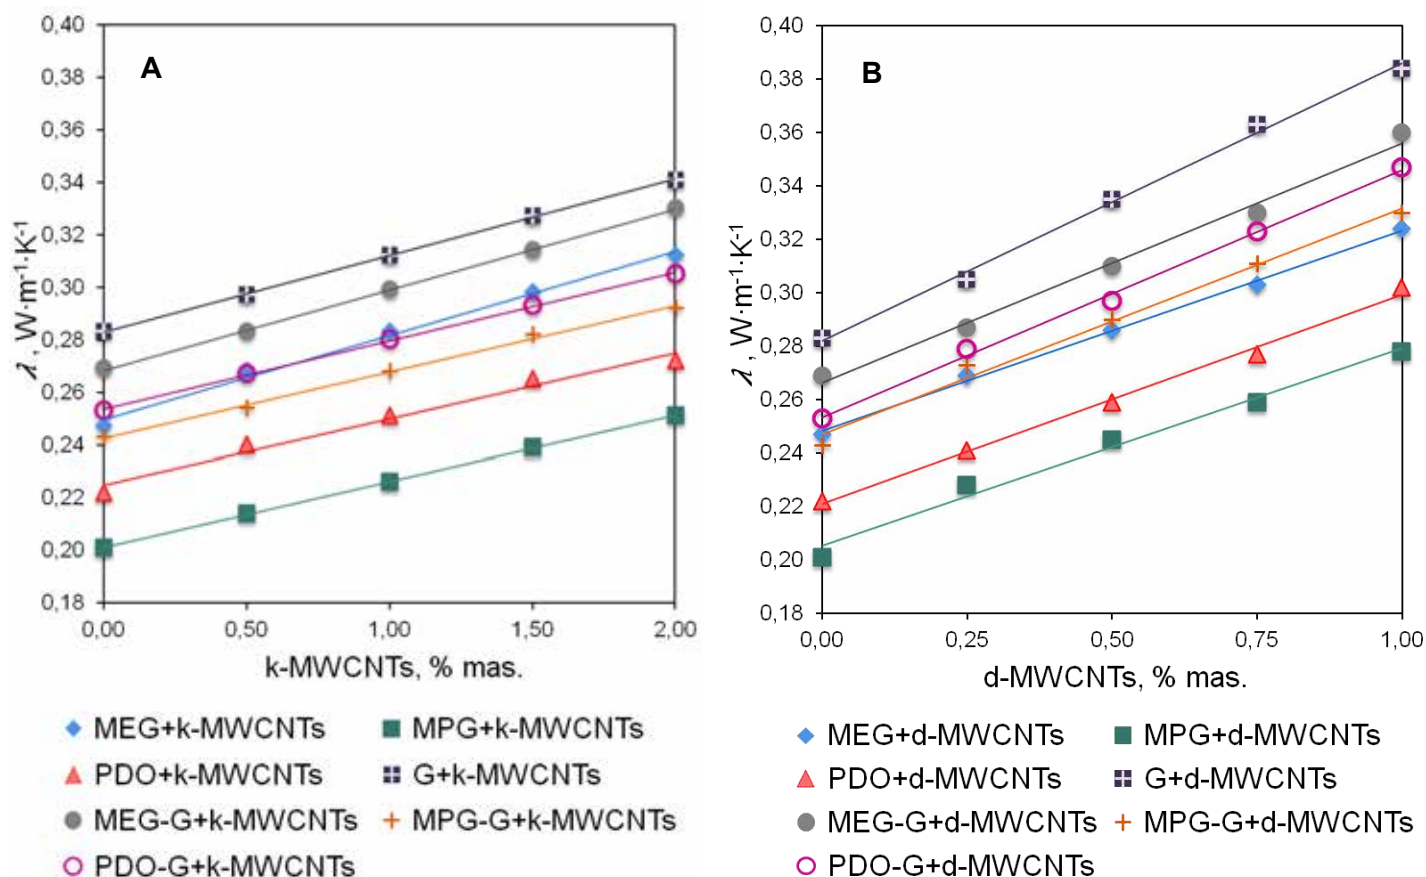 A
0,40
0,38
0,36
0,34
0,32
0,30
0,28
0,26
0,24
0,22
0,20
0,18
λ, W·m⁻¹·K⁻¹
0,00 0,50 1,00 1,50 2,00
k-MWCNTs, % mas.
MEG+k-MWCNTs MPG+k-MWCNTs
PDO+k-MWCNTs G+k-MWCNTs
MEG-G+k-MWCNTs MPG-G+k-MWCNTs
PDO-G+k-MWCNTs
B
0,40
0,38
0,36
0,34
0,32
0,30
0,28
0,26
0,24
0,22
0,20
0,18
λ, W·m⁻¹·K⁻¹
0,00 0,25 0,50 0,75 1,00
d-MWCNTs, % mas.
MEG+d-MWCNTs MPG+d-MWCNTs
PDO+d-MWCNTs G+d-MWCNTs
MEG-G+d-MWCNTs MPG-G+d-MWCNTs
PDO-G+d-MWCNTs